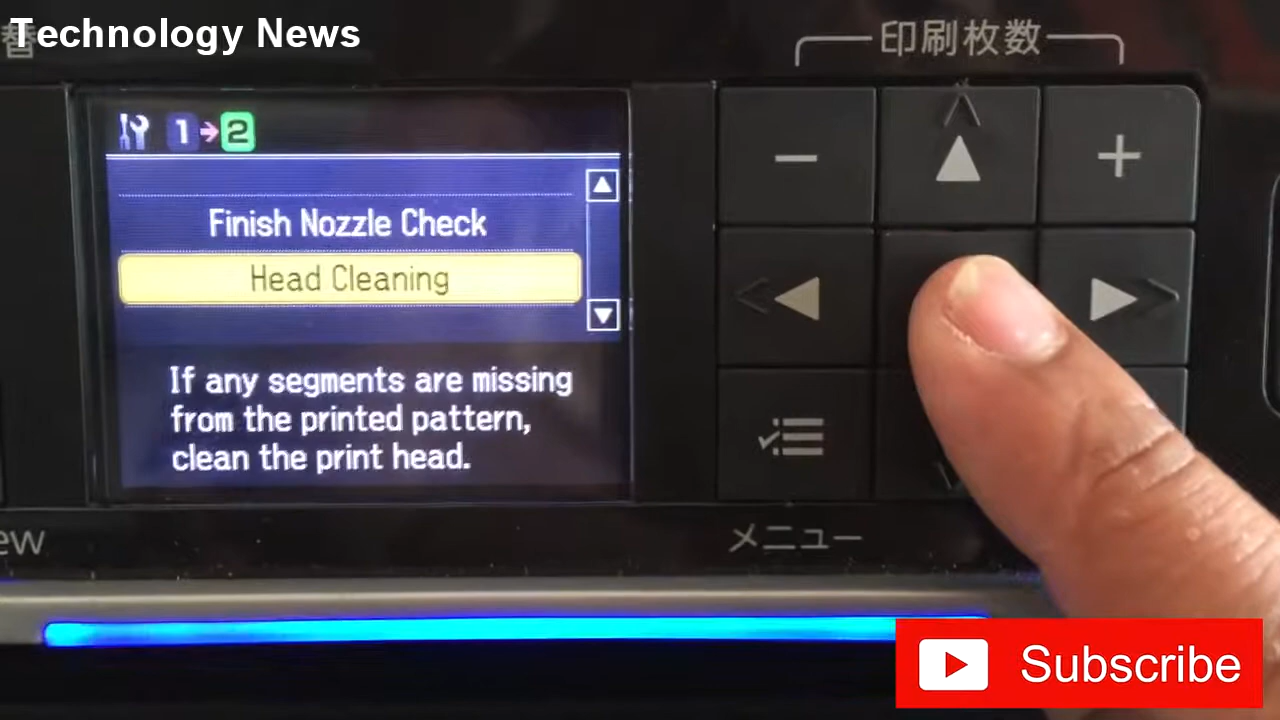 Technology News
替
印刷枚数
1 2
Finish Nozzle Check
Head Cleaning
If any segments are missing
from the printed pattern,
clean the print head.
メニュー
Subscribe